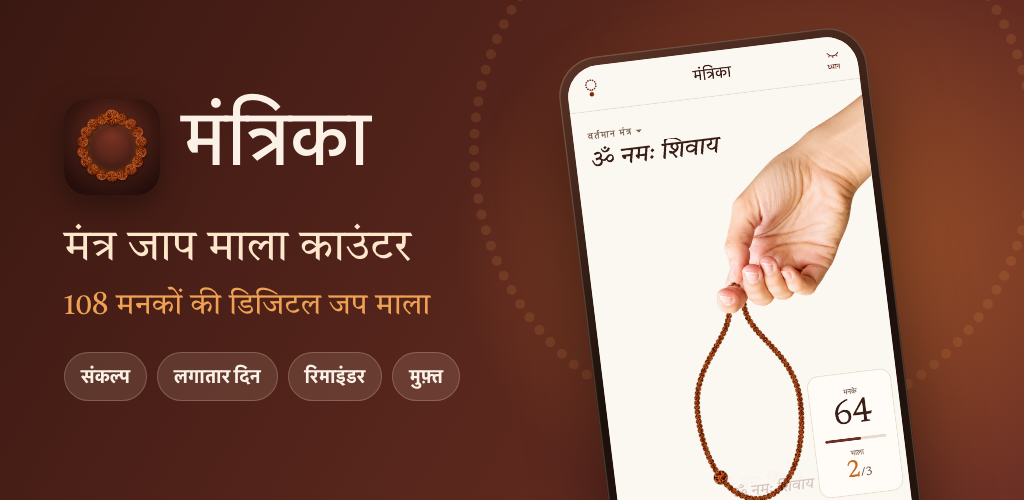 मंत्रिका
मंत्र जाप माला काउंटर
108 मनकों की डिजिटल जप माला
संकल्प
लगातार दिन
रिमाइंडर
मुफ़्त
मंत्रिका
ध्यान
वर्तमान मंत्र
ॐ नमः शिवाय
मनके
64
माला
2/3
ॐ नमः शिवाय